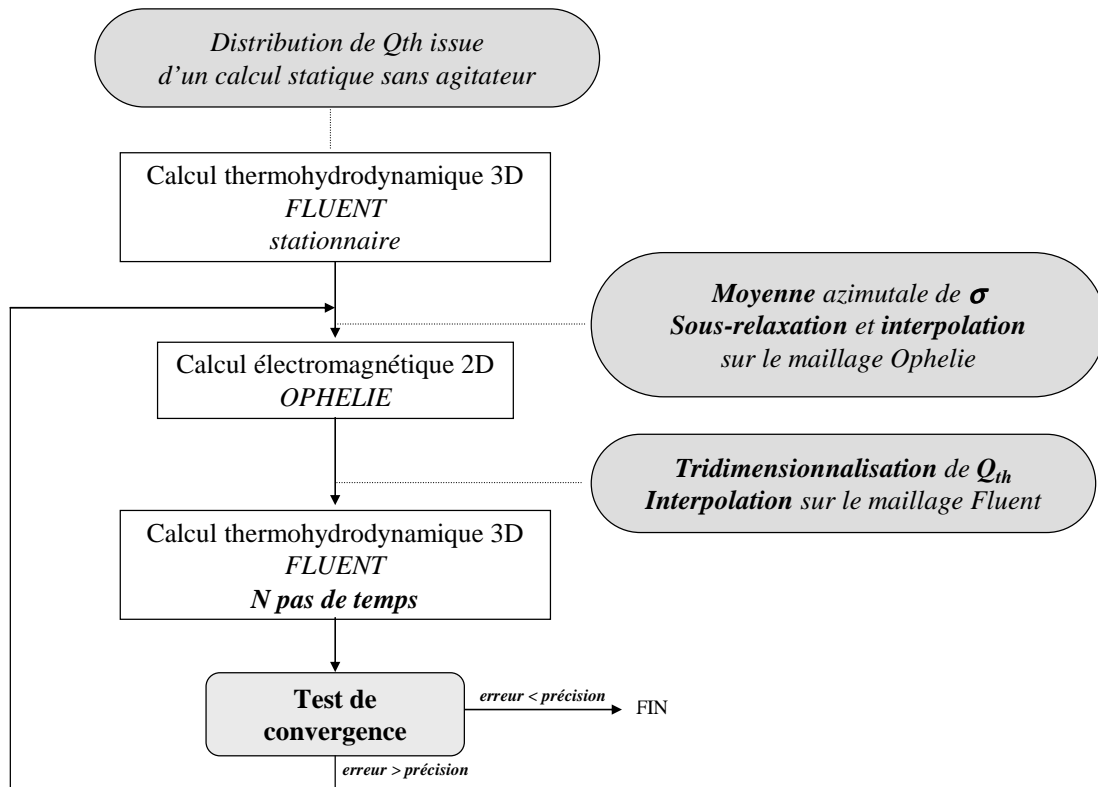 Distribution de Qth issue
d’un calcul statique sans agitateur
Calcul thermohydrodynamique 3D
FLUENT
stationnaire
Moyenne azimutale de σ
Sous-relaxation et interpolation
sur le maillage Ophelie
Calcul électromagnétique 2D
OPHELIE
Tridimensionnalisation de Qth
Interpolation sur le maillage Fluent
Calcul thermohydrodynamique 3D
FLUENT
N pas de temps
Test de
convergence
erreur < précision
FIN
erreur > précision